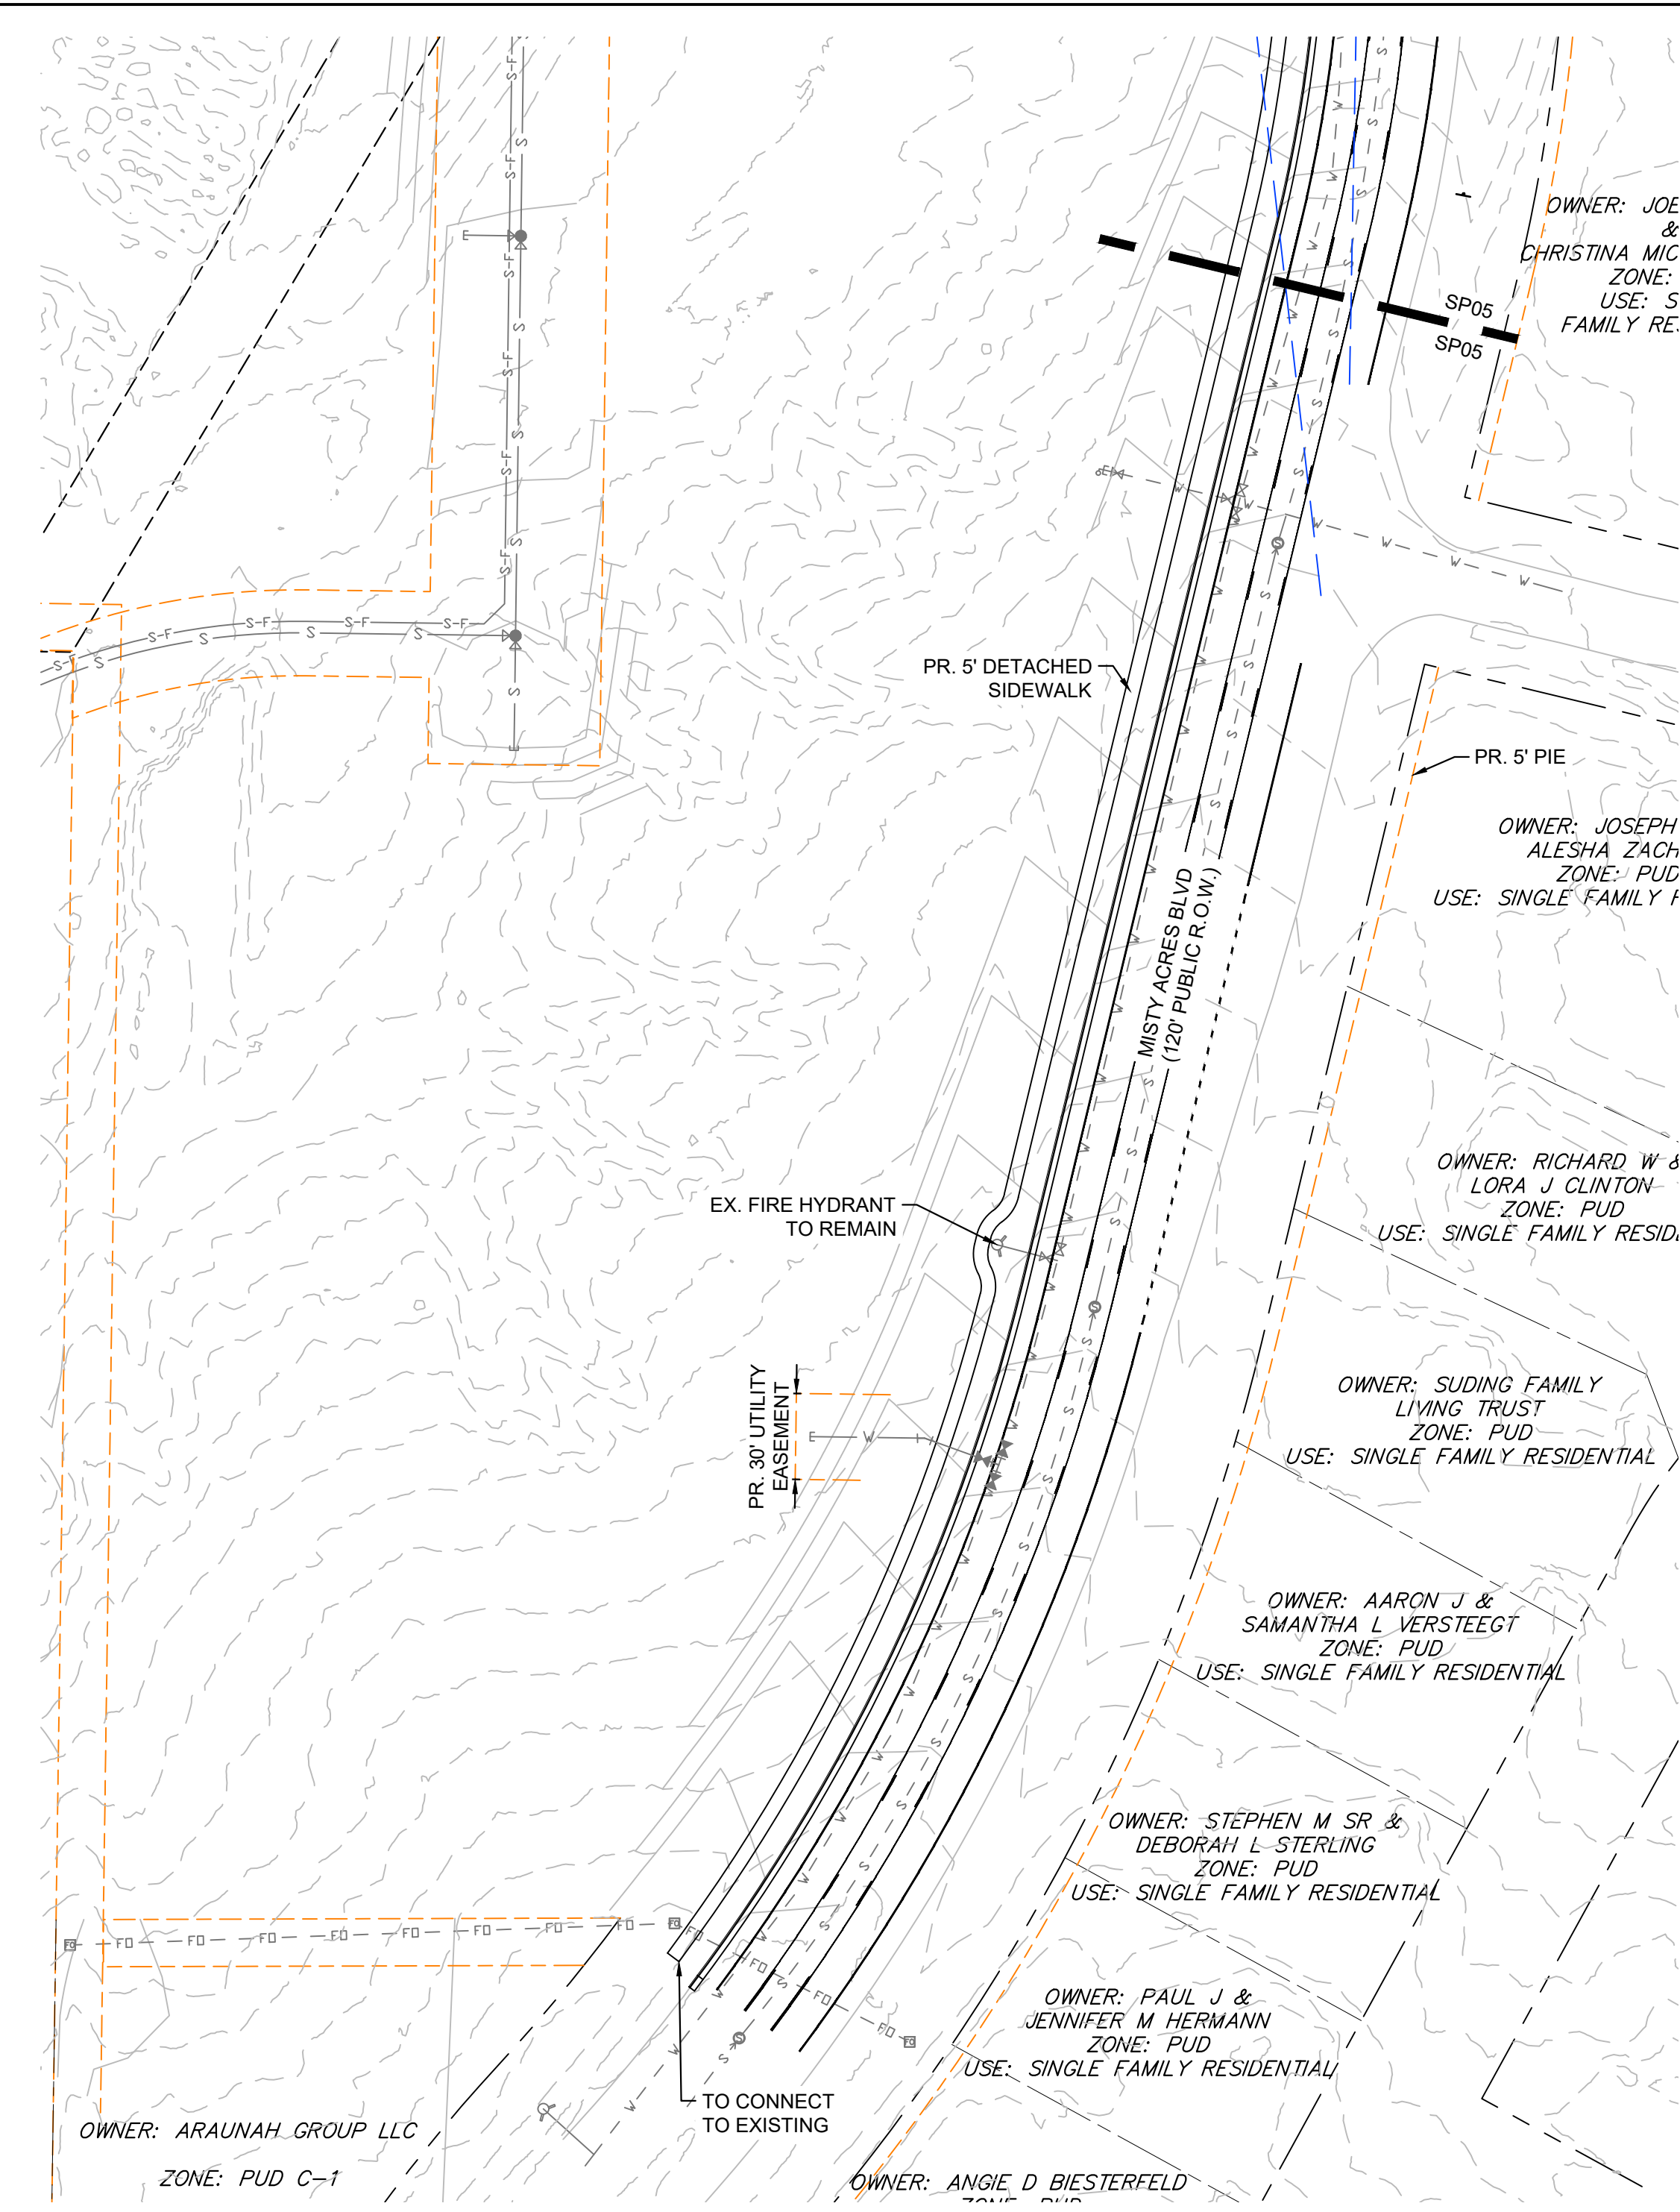 OWNER: JOE
&
CHRISTINA MIC
ZONE:
USE: S
FAMILY RE
SP05
SP05
PR. 5' DETACHED
SIDEWALK
PR. 5' PIE
OWNER: JOSEPH
ALESHA ZACH
ZONE: PUD
USE: SINGLE FAMILY
MISTY ACRES BLVD
(120' PUBLIC R.O.W.)
OWNER: RICHARD W &
LORA J CLINTON
ZONE: PUD
USE: SINGLE FAMILY RESID
EX. FIRE HYDRANT
TO REMAIN
PR. 30' UTILITY
EASEMENT
OWNER: SUDING FAMILY
LIVING TRUST
ZONE: PUD
USE: SINGLE FAMILY RESIDENTIAL
OWNER: AARON J &
SAMANTHA L VERSTEEGT
ZONE: PUD
USE: SINGLE FAMILY RESIDENTIAL
OWNER: STEPHEN M SR &
DEBORAH L STERLING
ZONE: PUD
USE: SINGLE FAMILY RESIDENTIAL
OWNER: PAUL J &
JENNIFER M HERMANN
ZONE: PUD
USE: SINGLE FAMILY RESIDENTIAL
TO CONNECT
TO EXISTING
OWNER: ARAUNAH GROUP LLC
ZONE: PUD C-1
OWNER: ANGIE D BIESTERFELD
ZONE: PUD